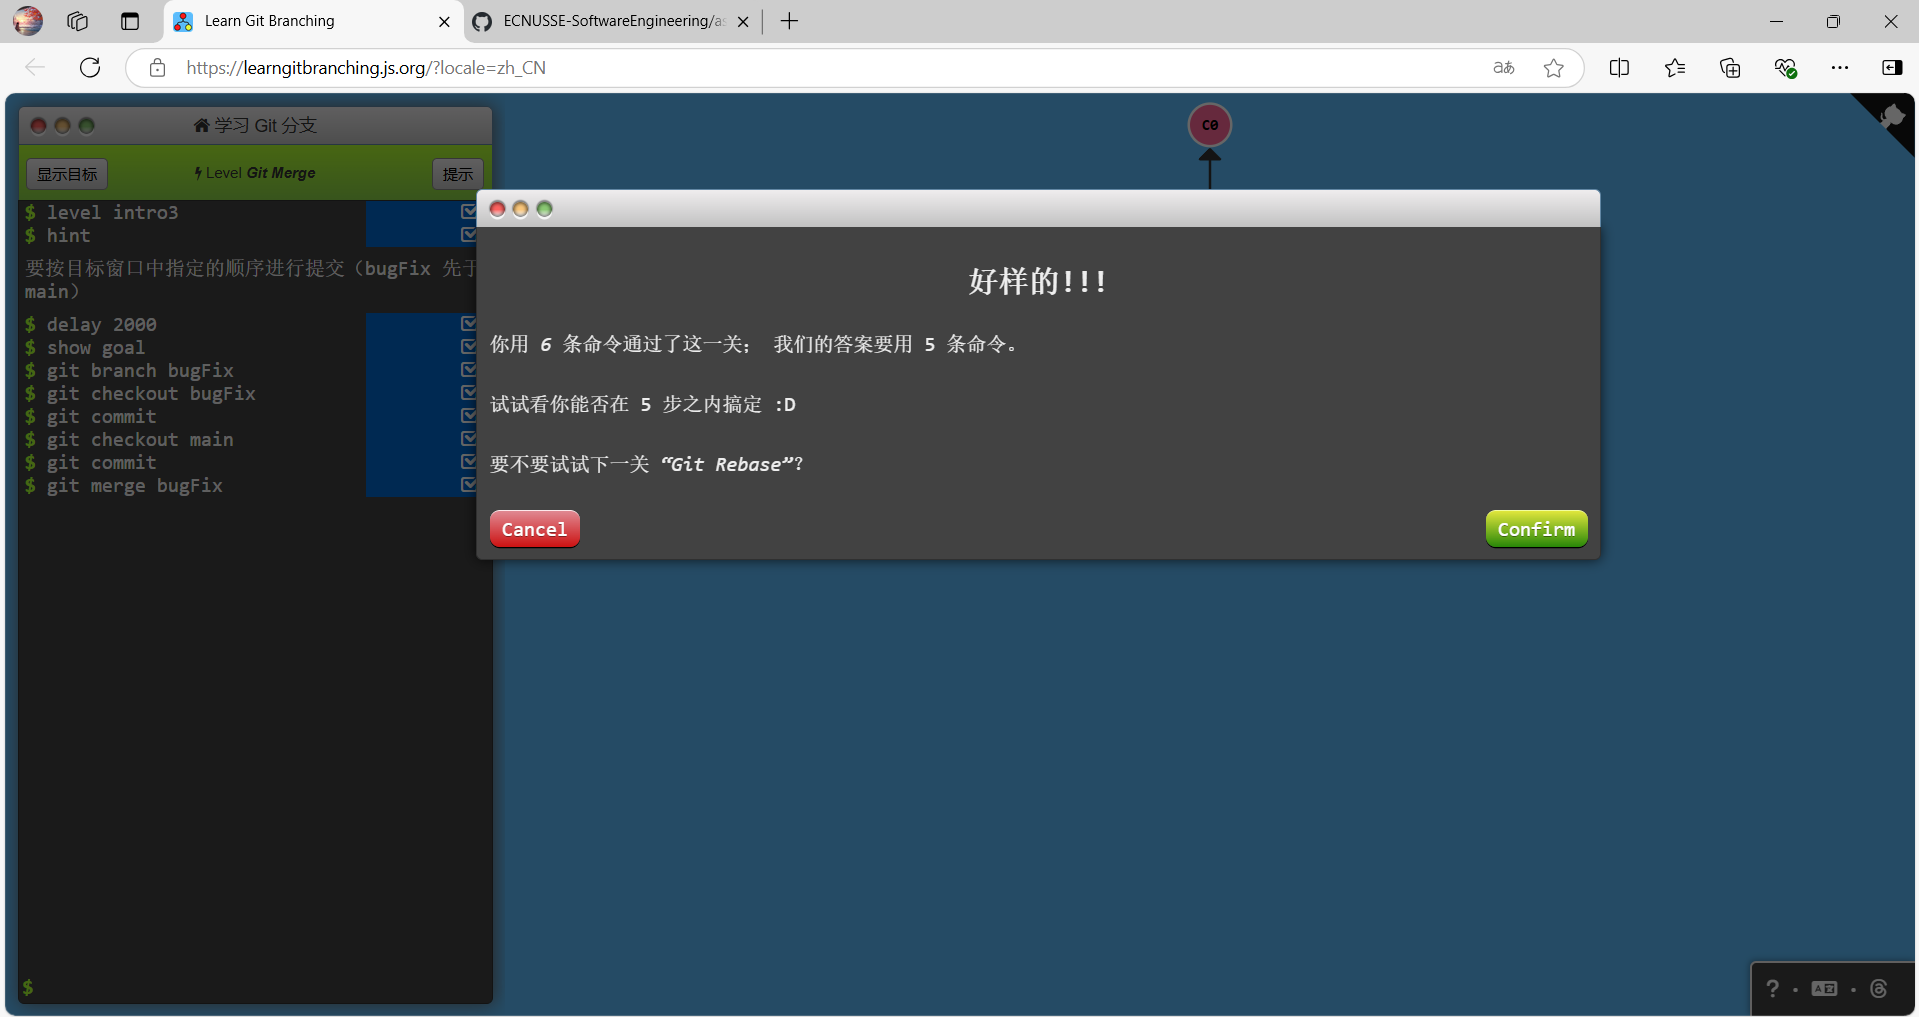 Learn Git Branching
ECNUSSE-SoftwareEngineering/as
https://learngitbranching.js.org/?locale=zh_CN
aあ
学习 Git 分支
显示目标
Level Git Merge
提示
$ level intro3
$ hint
要按目标窗口中指定的顺序进行提交（bugFix 先于
main）
$ delay 2000
$ show goal
$ git branch bugFix
$ git checkout bugFix
$ git commit
$ git checkout main
$ git commit
$ git merge bugFix
$
C0
好样的!!!
你用 6 条命令通过了这一关； 我们的答案要用 5 条命令。
试试看你能否在 5 步之内搞定 :D
要不要试试下一关 “Git Rebase”？
Cancel
Confirm
?